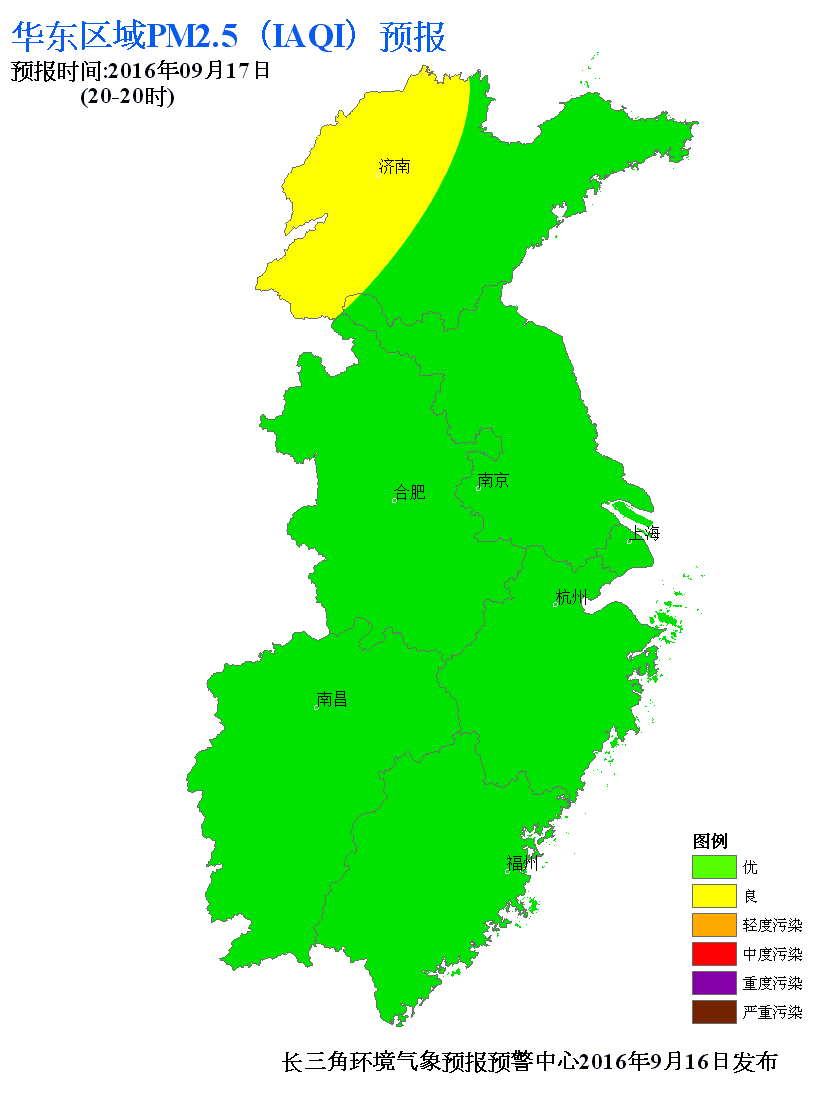 华东区域PM2.5（IAQI）预报
预报时间:2016年09月17日
(20-20时)
济南
南京
合肥
上海
杭州
南昌
福州
图例
优
良
轻度污染
中度污染
重度污染
严重污染
长三角环境气象预报预警中心2016年9月16日发布